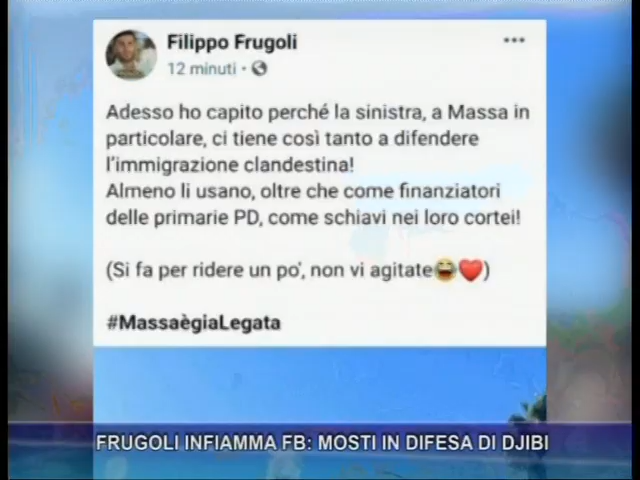 Filippo Frugoli
12 minuti
Adesso ho capito perché la sinistra, a Massa in
particolare, ci tiene così tanto a difendere
l'immigrazione clandestina!
Almeno li usano, oltre che come finanziatori
delle primarie PD, come schiavi nei loro cortei!
(Si fa per ridere un po', non vi agitate😂❤️)
#MassaègiaLegata
FRUGOLI INFIAMMA FB: MOSTI IN DIFESA DI DJIBI